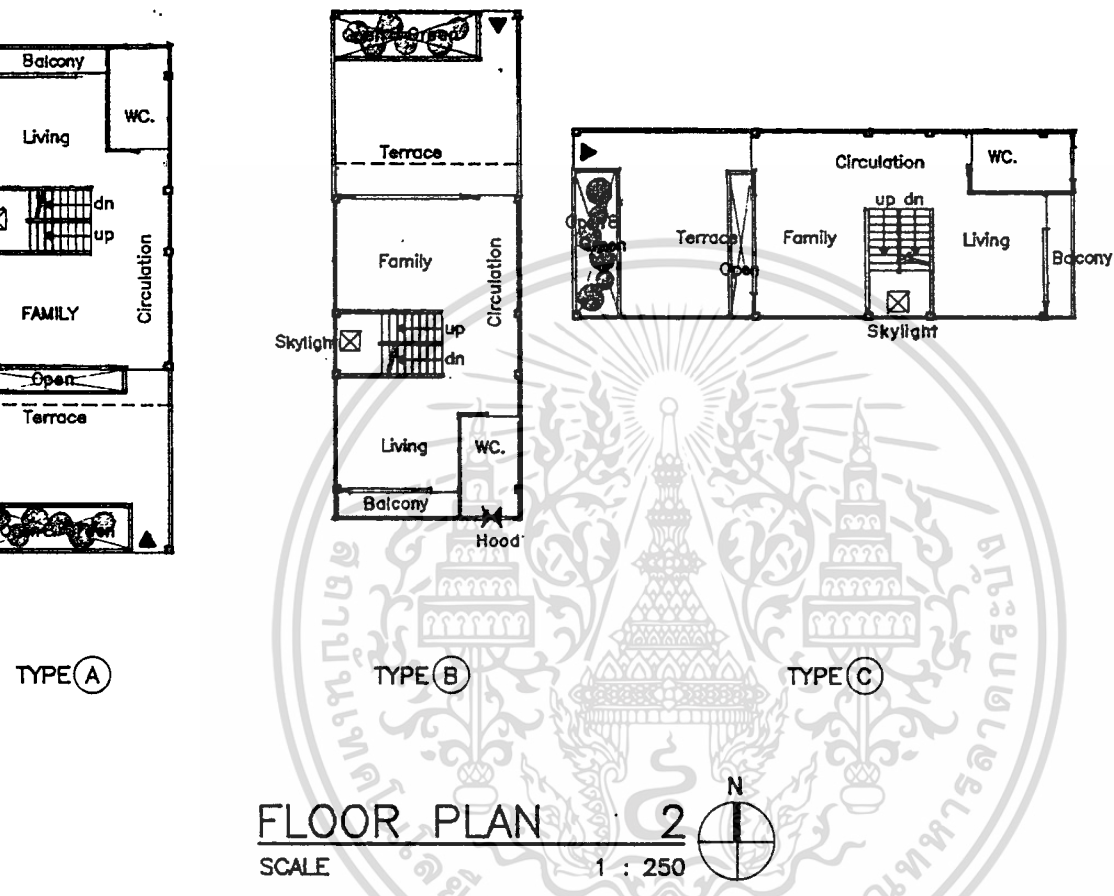 Balcony
WC.
Living
dn
up
Circulation
FAMILY
Open
Terrace
TYPE A
Terrace
Family
Circulation
Skylight
up
dn
Living
WC.
Balcony
Hood
TYPE B
Circulation
WC.
up dn
Terrace
Family
Living
Bacony
Open
Skylight
TYPE C
FLOOR PLAN 2
N
SCALE 1 : 250